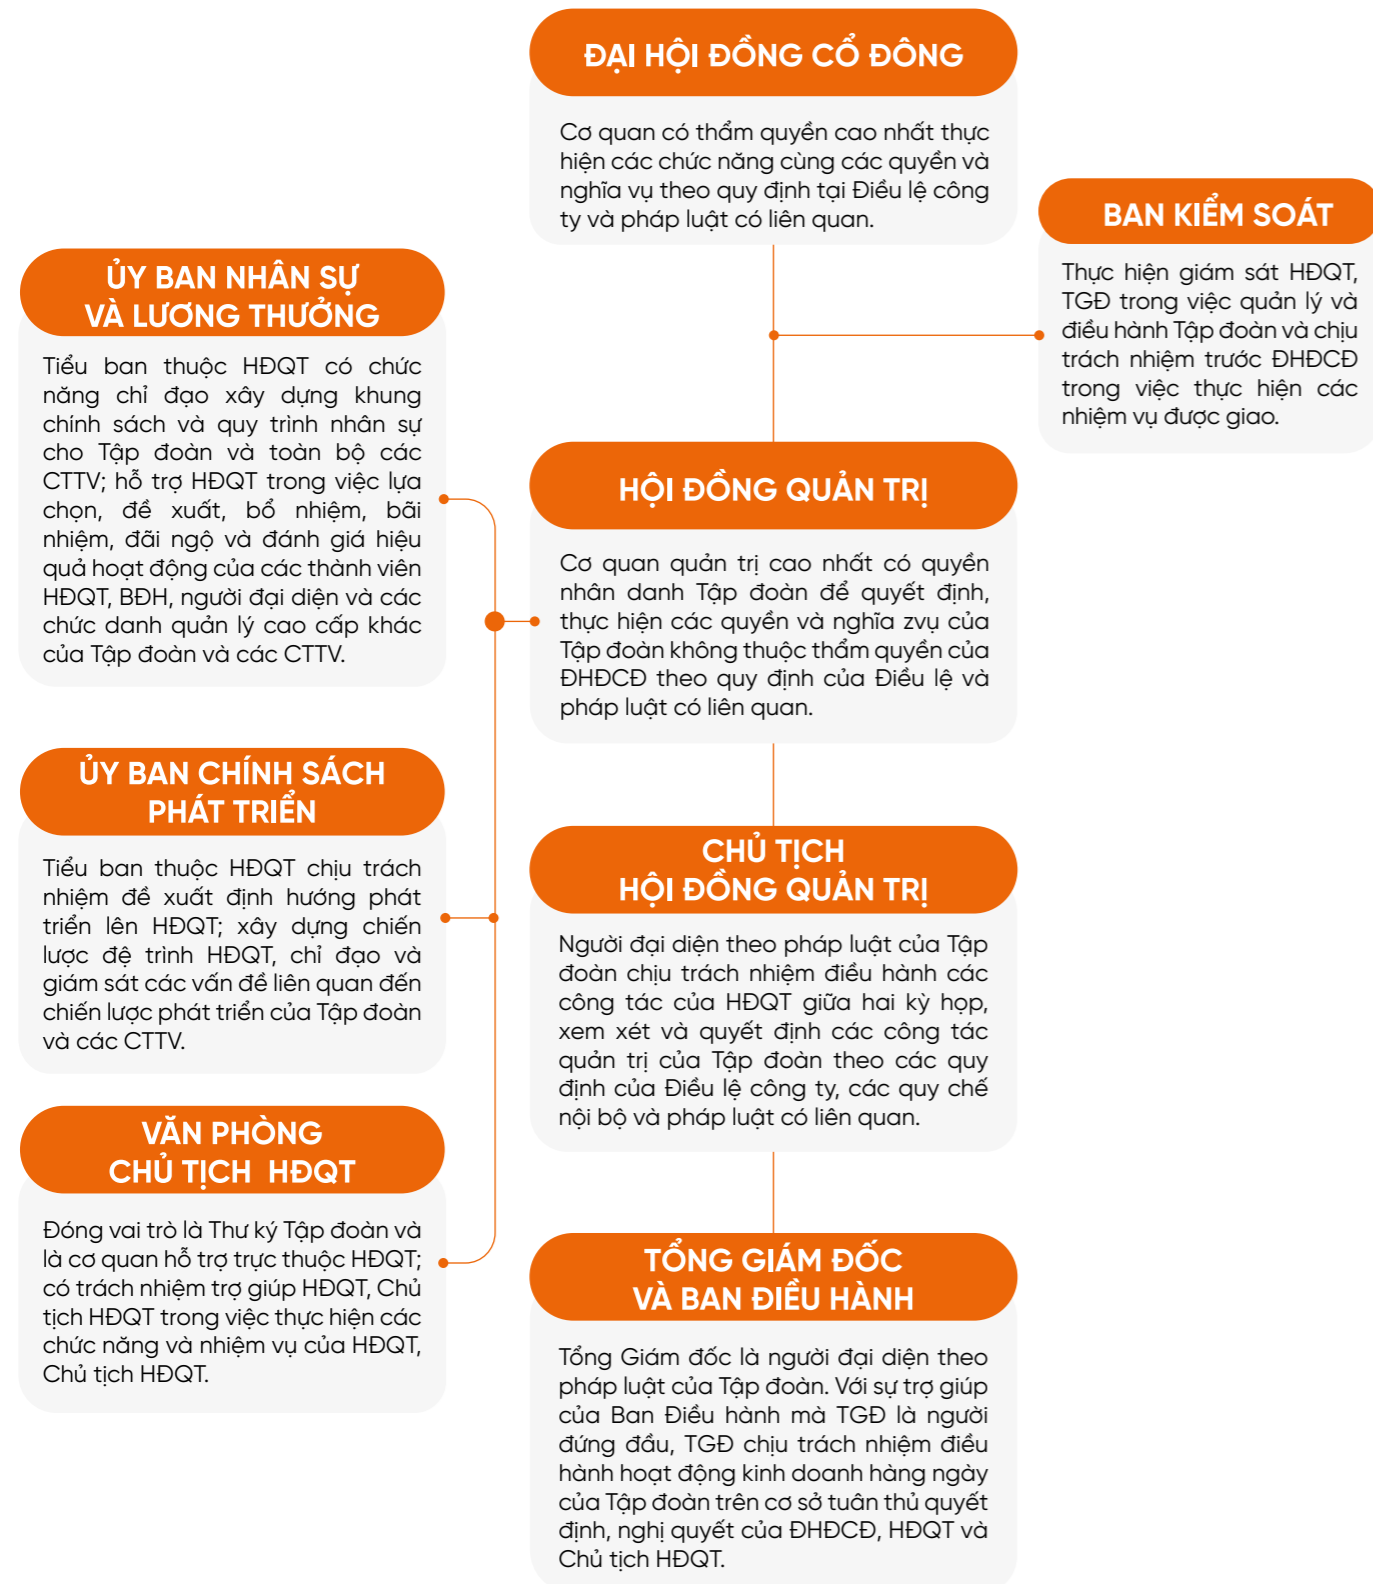 ĐẠI HỘI ĐỒNG CỔ ĐÔNG
Cơ quan có thẩm quyền cao nhất thực
hiện các chức năng cùng các quyền và
nghĩa vụ theo quy định tại Điều lệ công
ty và pháp luật có liên quan.
BAN KIỂM SOÁT
Thực hiện giám sát HĐQT,
TGĐ trong việc quản lý và
điều hành Tập đoàn và chịu
trách nhiệm trước ĐHĐCĐ
trong việc thực hiện các
nhiệm vụ được giao.
ỦY BAN NHÂN SỰ
VÀ LƯƠNG THƯỞNG
Tiểu ban thuộc HĐQT có chức
năng chỉ đạo xây dựng khung
chính sách và quy trình nhân sự
cho Tập đoàn và toàn bộ các
CTTV; hỗ trợ HĐQT trong việc lựa
chọn, đề xuất, bổ nhiệm, bãi
nhiệm, đãi ngộ và đánh giá hiệu
quả hoạt động của các thành viên
HĐQT, BĐH, người đại diện và các
chức danh quản lý cao cấp khác
của Tập đoàn và các CTTV.
HỘI ĐỒNG QUẢN TRỊ
Cơ quan quản trị cao nhất có quyền
nhân danh Tập đoàn để quyết định,
thực hiện các quyền và nghĩa zvụ của
Tập đoàn không thuộc thẩm quyền của
ĐHĐCĐ theo quy định của Điều lệ và
pháp luật có liên quan.
ỦY BAN CHÍNH SÁCH
PHÁT TRIỂN
Tiểu ban thuộc HĐQT chịu trách
nhiệm đề xuất định hướng phát
triển lên HĐQT; xây dựng chiến
lược đệ trình HĐQT, chỉ đạo và
giám sát các vấn đề liên quan đến
chiến lược phát triển của Tập đoàn
và các CTTV.
CHỦ TỊCH
HỘI ĐỒNG QUẢN TRỊ
Người đại diện theo pháp luật của Tập
đoàn chịu trách nhiệm điều hành các
công tác của HĐQT giữa hai kỳ họp,
xem xét và quyết định các công tác
quản trị của Tập đoàn theo các quy
định của Điều lệ công ty, các quy chế
nội bộ và pháp luật có liên quan.
VĂN PHÒNG
CHỦ TỊCH HĐQT
Đóng vai trò là Thư ký Tập đoàn và
là cơ quan hỗ trợ trực thuộc HĐQT;
có trách nhiệm trợ giúp HĐQT, Chủ
tịch HĐQT trong việc thực hiện các
chức năng và nhiệm vụ của HĐQT,
Chủ tịch HĐQT.
TỔNG GIÁM ĐỐC
VÀ BAN ĐIỀU HÀNH
Tổng Giám đốc là người đại diện theo
pháp luật của Tập đoàn. Với sự trợ giúp
của Ban Điều hành mà TGĐ là người
đứng đầu, TGĐ chịu trách nhiệm điều
hành hoạt động kinh doanh hàng ngày
của Tập đoàn trên cơ sở tuân thủ quyết
định, nghị quyết của ĐHĐCĐ, HĐQT và
Chủ tịch HĐQT.